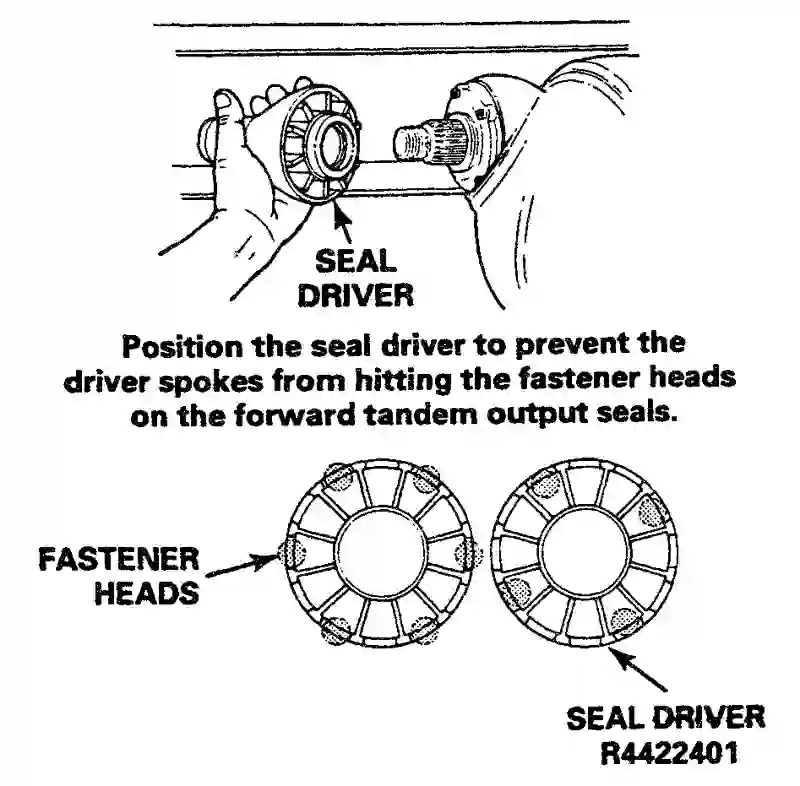 SEAL
DRIVER
Position the seal driver to prevent the
driver spokes from hitting the fastener heads
on the forward tandem output seals.
FASTENER
HEADS
SEAL DRIVER
R4422401